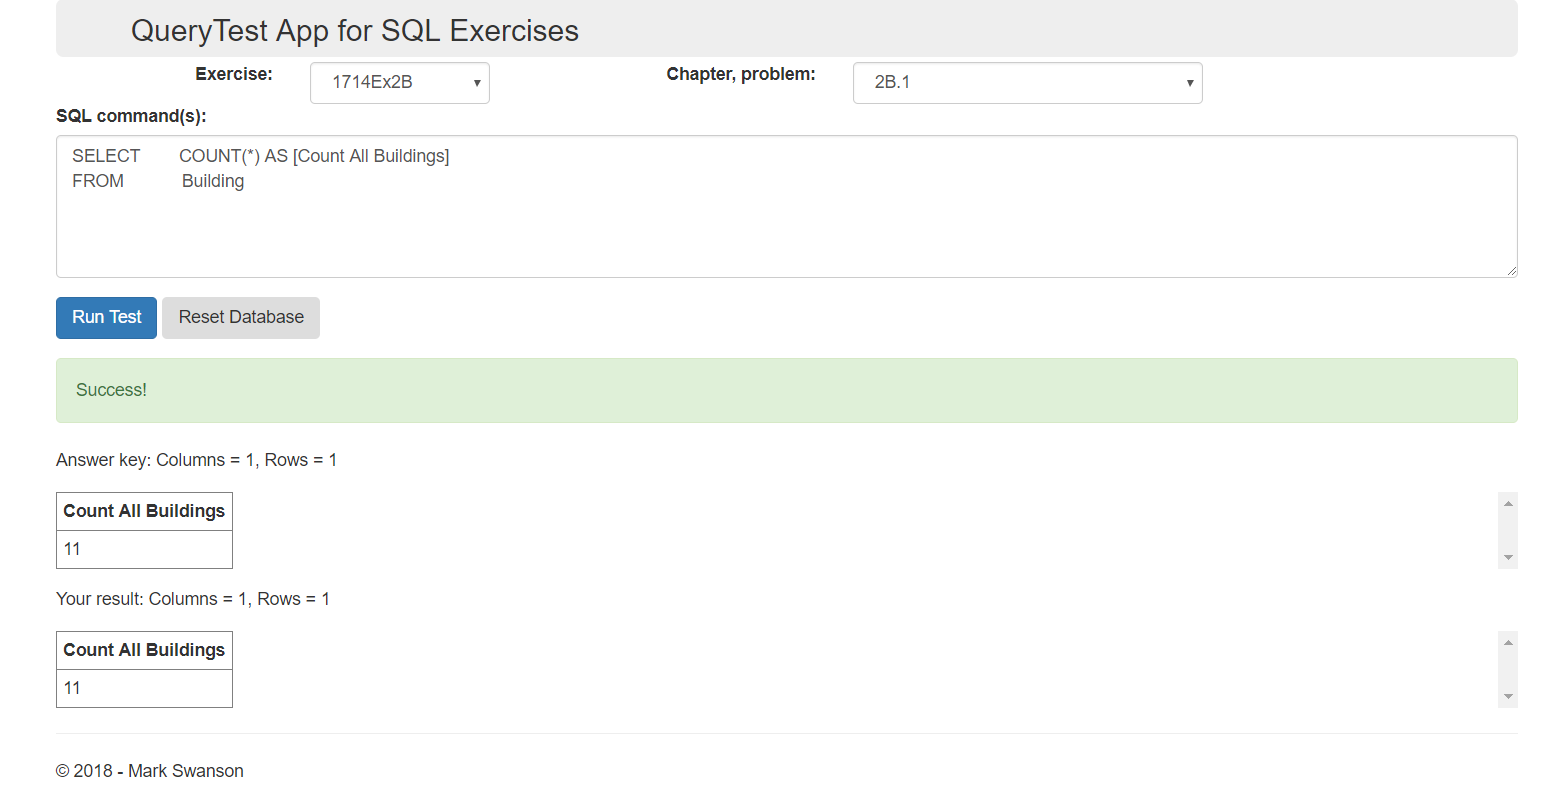 QueryTest App for SQL Exercises
Exercise: 1714Ex2B Chapter, problem: 2B.1
SQL command(s):
SELECT COUNT(*) AS [Count All Buildings]
FROM Building
Run Test Reset Database
Success!
Answer key: Columns = 1, Rows = 1
Count All Buildings
11
Your result: Columns = 1, Rows = 1
Count All Buildings
11
© 2018 - Mark Swanson